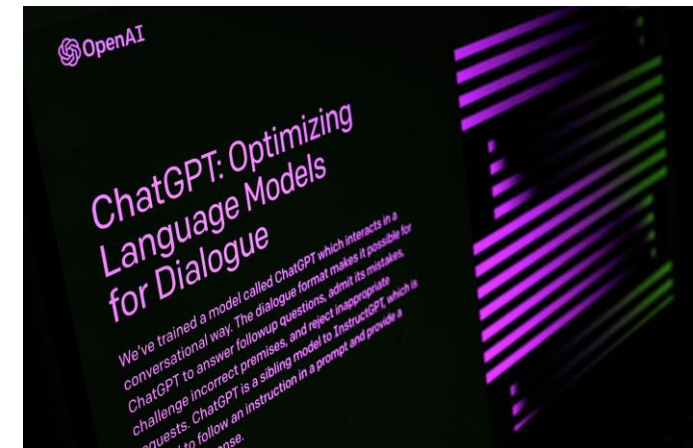 OpenAI
ChatGPT: Optimizing
Language Models
for Dialogue
We've trained a model called ChatGPT which interacts in a
conversational way. The dialogue format makes it possible for
ChatGPT to answer followup questions, admit its mistakes,
challenge incorrect premises, and reject inappropriate
requests. ChatGPT is a sibling model to InstructGPT, which is
to follow an instruction in a prompt and provide a